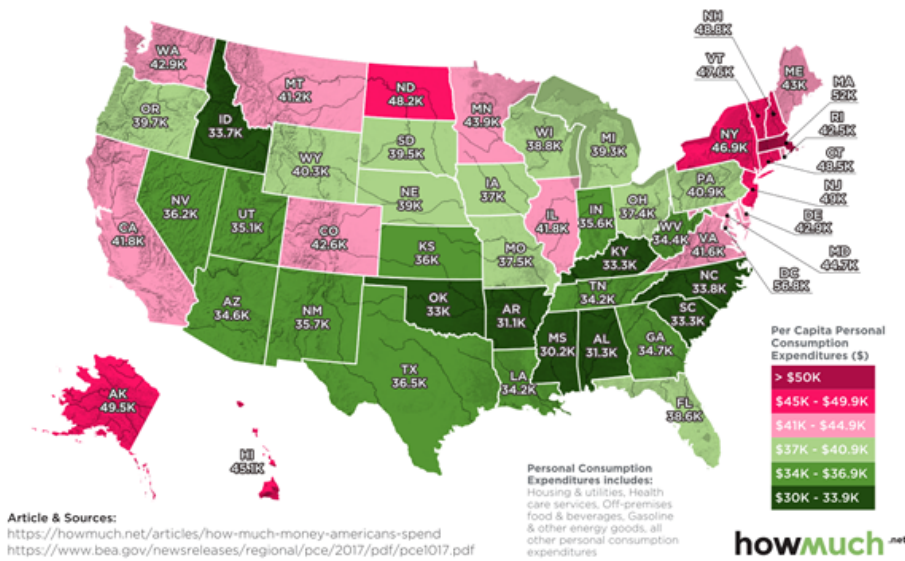 NH
48.8K
VT
47.6K
ME
43K
MA
52K
RI
42.5K
CT
48.5K
NJ
49K
DE
42.9K
MD
44.7K
DC
56.8K
WA
42.9K
MT
41.2K
ND
48.2K
MN
43.9K
OR
39.7K
ID
33.7K
WY
40.3K
SD
39.5K
WI
38.8K
MI
39.3K
NY
46.9K
NV
36.2K
UT
35.1K
CO
42.6K
NE
39K
IA
37K
IL
41.8K
IN
35.6K
OH
37.4K
PA
40.9K
CA
41.8K
KS
36K
MO
37.5K
KY
33.3K
WV
34.4K
VA
41.6K
AZ
34.6K
NM
35.7K
OK
33K
AR
31.1K
TN
34.2K
NC
33.8K
SC
33.3K
TX
36.5K
LA
34.2K
MS
30.2K
AL
31.3K
GA
34.7K
FL
38.6K
AK
49.5K
HI
45.1K
Per Capita Personal
Consumption
Expenditures ($)
> $50K
$45K - $49.9K
$41K - $44.9K
$37K - $40.9K
$34K - $36.9K
$30K - 33.9K
Personal Consumption
Expenditures includes:
Housing & utilities, Health
care services, Off-premises
food & beverages, Gasoline
& other energy goods, all
other personal consumption
expenditures
Article & Sources:
https://howmuch.net/articles/how-much-money-americans-spend
https://www.bea.gov/newsreleases/regional/pce/2017/pdf/pce1017.pdf
howmuch.net